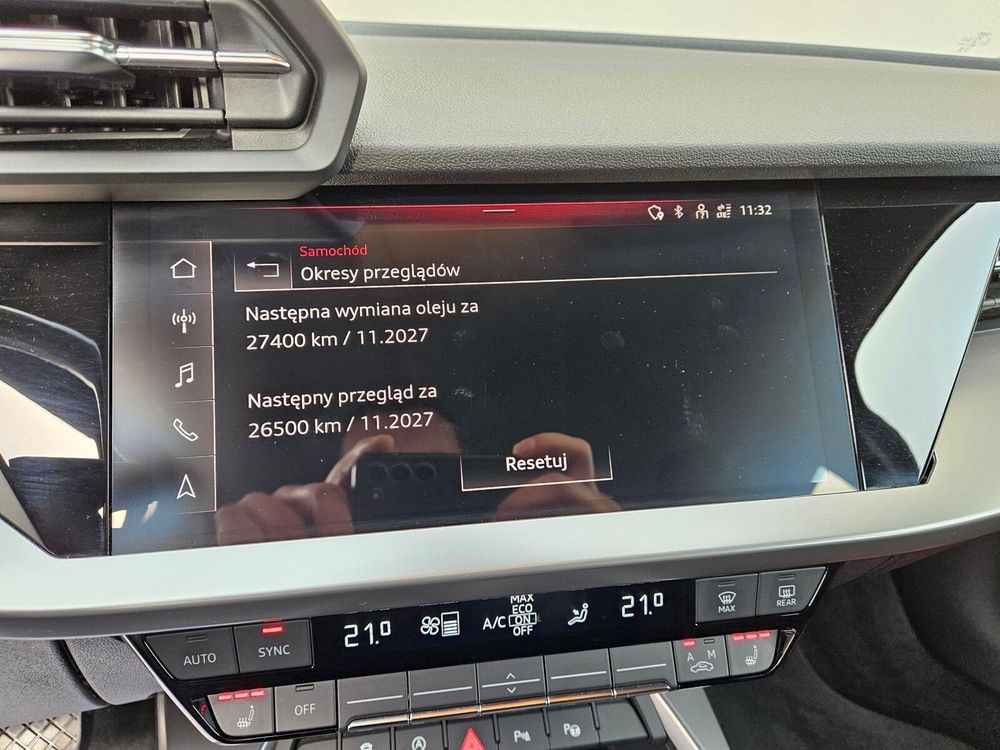 LTE 11:32
Samochód
Okresy przeglądów
Następna wymiana oleju za
27400 km / 11.2027
Następny przegląd za
26500 km / 11.2027
Resetuj
MAX
ECO
21.0 A/C ON 21.0
OFF
MAX REAR
AUTO SYNC
A M
OFF
A P P